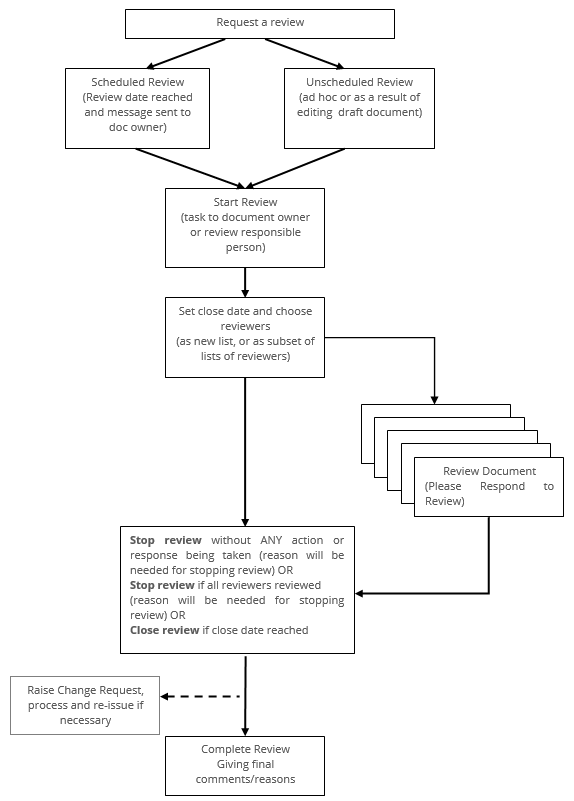 Request a review
Scheduled Review
(Review date reached
and message sent to
doc owner)
Unscheduled Review
(ad hoc or as a result of
editing draft document)
Start Review
(task to document owner
or review responsible
person)
Set close date and choose
reviewers
(as new list, or as subset of
lists of reviewers)
Review Document
(Please Respond to
Review)
Stop review without ANY action or
response being taken (reason will be
needed for stopping review) OR
Stop review if all reviewers reviewed
(reason will be needed for stopping
review) OR
Close review if close date reached
Raise Change Request,
process and re-issue if
necessary
Complete Review
Giving final
comments/reasons